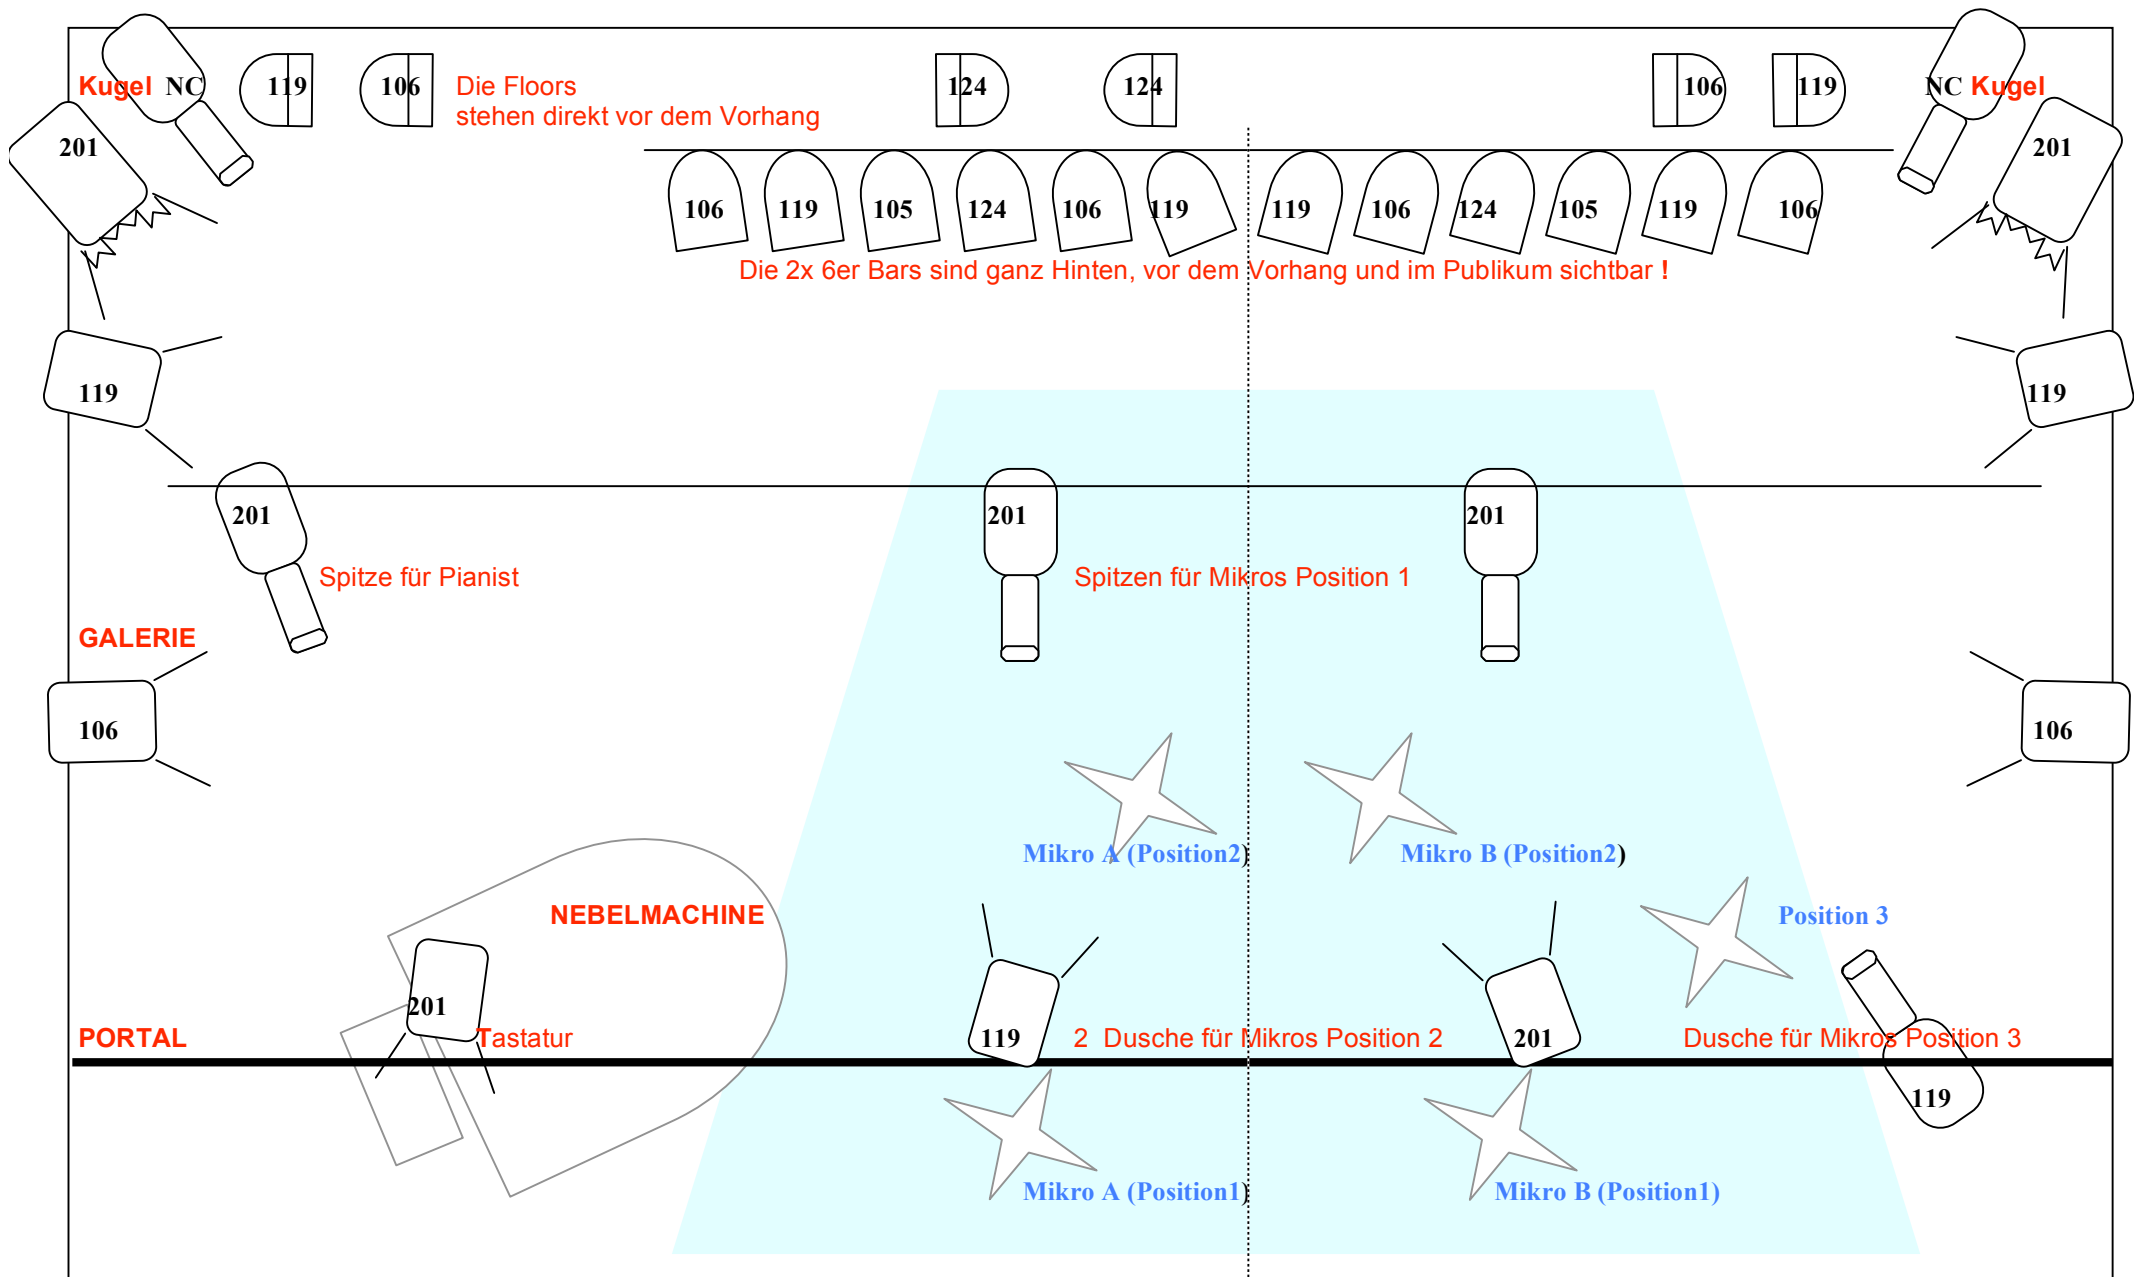 Kugel NC 119 106 Die Floors 124 124 106 119 NC Kugel
stehen direkt vor dem Vorhang
201 201
106 119 105 124 106 119 119 106 124 105 119 106
Die 2x 6er Bars sind ganz Hinten, vor dem Vorhang und im Publikum sichtbar !
119 119
201 201 201
Spitze für Pianist Spitzen für Mikros Position 1
GALERIE
106 106
Mikro A (Position2) Mikro B (Position2)
NEBELMACHINE Position 3
201
PORTAL Tastatur 119 2 Dusche für Mikros Position 2 201 Dusche für Mikros Position 3
119
Mikro A (Position1) Mikro B (Position1)